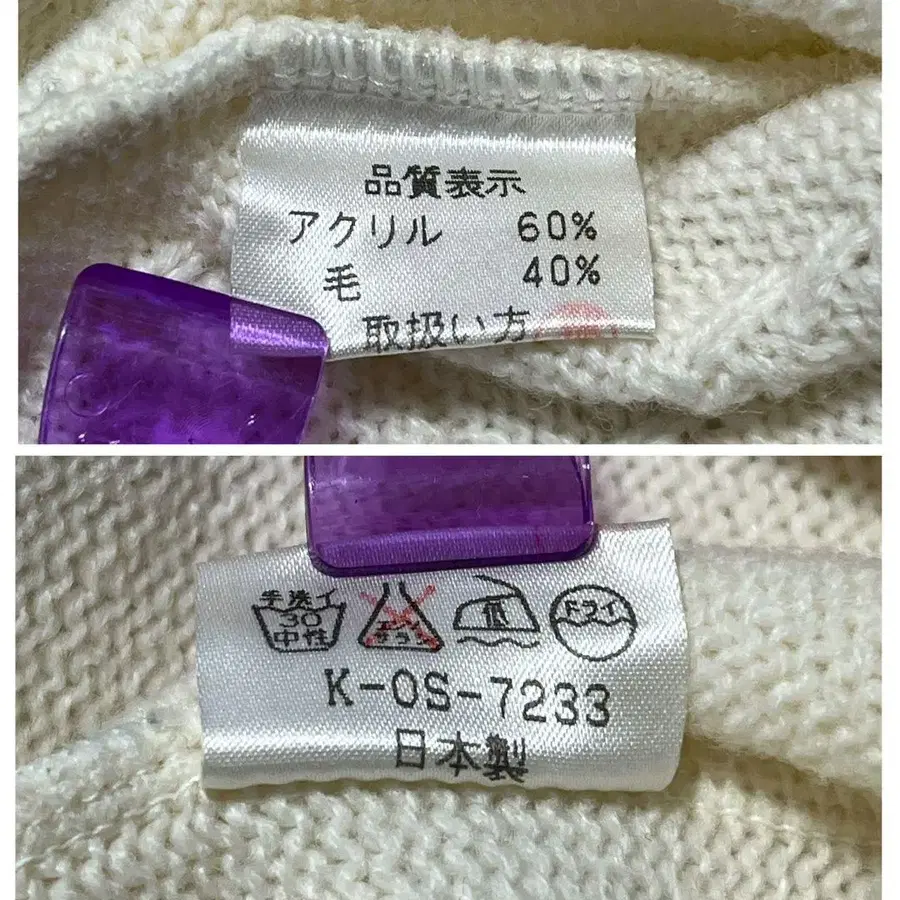 品質表示
アクリル 60%
毛 40%
取扱い方
手洗イ
30
中性
エンソ
サラシ
低
ドライ
K-OS-7233
日本製